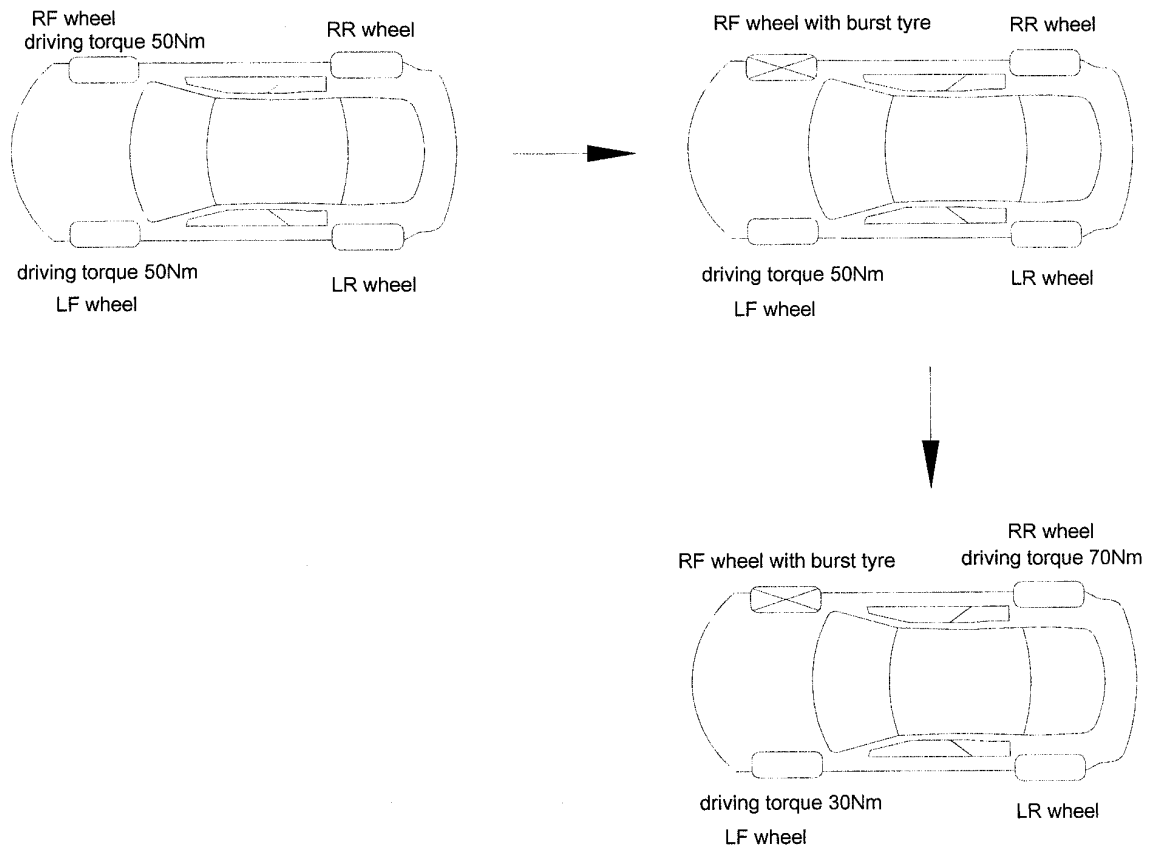 RF wheel
driving torque 50Nm
RR wheel
driving torque 50Nm
LF wheel
LR wheel
RF wheel with burst tyre
RR wheel
driving torque 50Nm
LF wheel
LR wheel
RF wheel with burst tyre
RR wheel
driving torque 70Nm
driving torque 30Nm
LF wheel
LR wheel